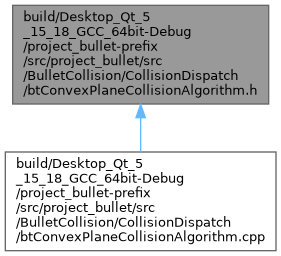 build/Desktop_Qt_5
_15_18_GCC_64bit-Debug
/project_bullet-prefix
/src/project_bullet/src
/BulletCollision/CollisionDispatch
/btConvexPlaneCollisionAlgorithm.h
build/Desktop_Qt_5
_15_18_GCC_64bit-Debug
/project_bullet-prefix
/src/project_bullet/src
/BulletCollision/CollisionDispatch
/btConvexPlaneCollisionAlgorithm.cpp